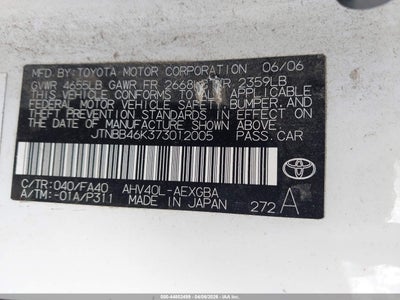 MFD. BY: TOYOTA MOTOR CORPORATION 06/06
GVWR 4655LB GAWR FR 2668LB RR 2359LB
THIS VEHICLE CONFORMS TO ALL APPLICABLE
FEDERAL MOTOR VEHICLE SAFETY, BUMPER,
AND THEFT PREVENTION STANDARDS IN EFFECT ON
THE DATE OF MANUFACTURE SHOWN ABOVE.
JTNBB46K373012005 PASS CAR
TOYOTA
C/TR: 040/FA40 AHV40L-AEXGBA
A/TM: -01A/P311 MADE IN JAPAN 272 A